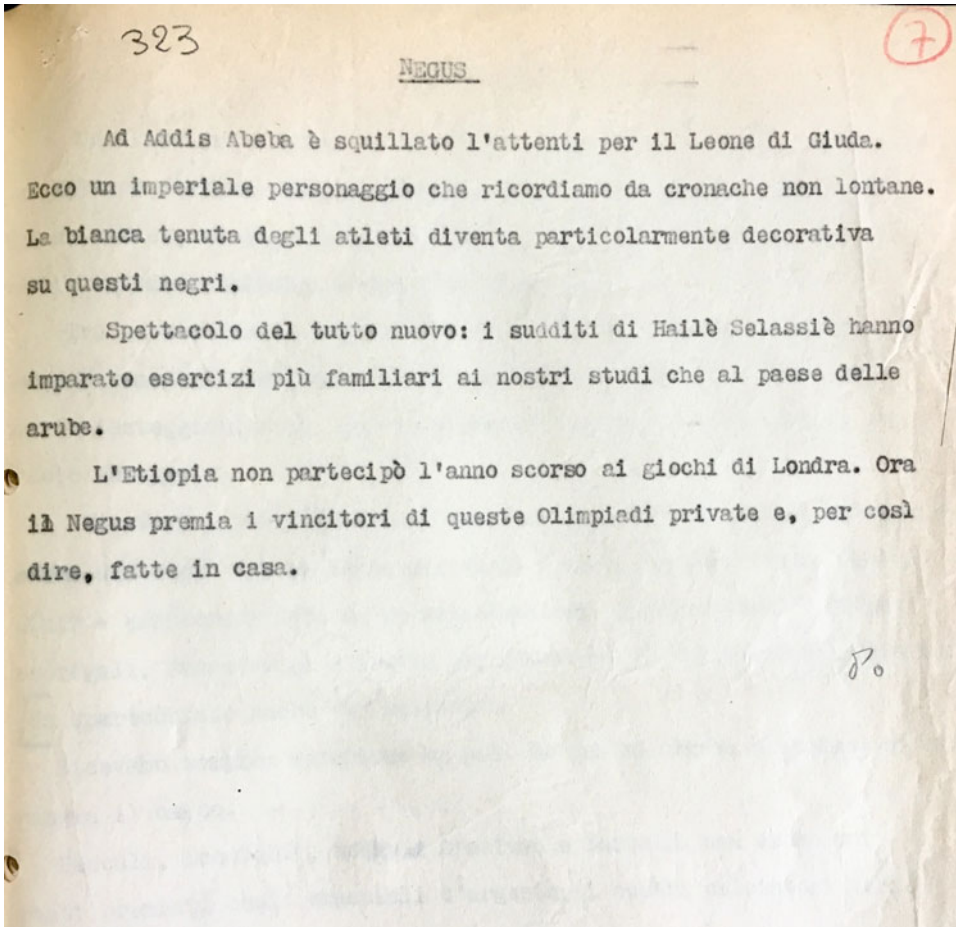 323
7
NEGUS
Ad Addis Abeba è squillato l'attenti per il Leone di Giuda.
Ecco un imperiale personaggio che ricordiamo da cronache non lontane.
La bianca tenuta degli atleti diventa particolarmente decorativa
su questi negri.
Spettacolo del tutto nuovo: i sudditi di Hailè Selassiè hanno
imparato esercizi più familiari ai nostri studi che al paese delle
arube.
L'Etiopia non partecipò l'anno scorso ai giochi di Londra. Ora
il Negus premia i vincitori di queste Olimpiadi private e, per così
dire, fatte in casa.